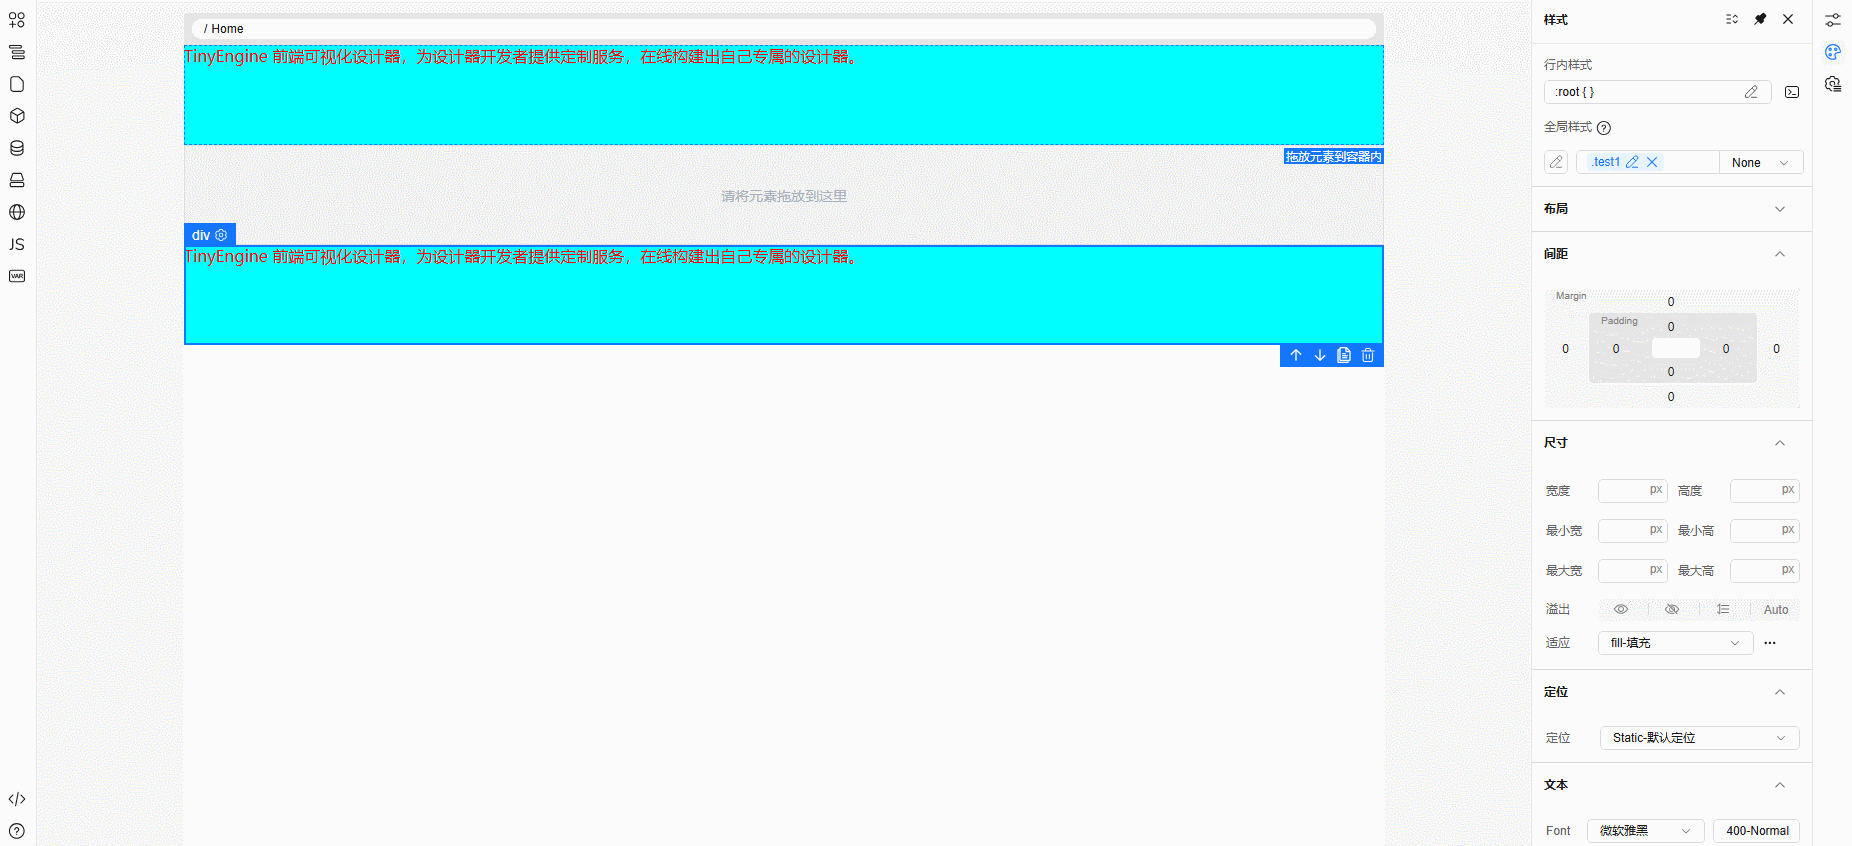 / Home
TinyEngine 前端可视化设计器，为设计器开发者提供定制服务，在线构建出自己专属的设计器。
拖放元素到容器内
请将元素拖放到这里
div
TinyEngine 前端可视化设计器，为设计器开发者提供定制服务，在线构建出自己专属的设计器。
JS
VAR
样式
行内样式
:root { }
全局样式
.test1
None
布局
间距
Margin
0
Padding
0
0 0 0 0
0
0
尺寸
宽度 px 高度 px
最小宽 px 最小高 px
最大宽 px 最大高 px
溢出 Auto
适应 fill-填充
定位
定位 Static-默认定位
文本
Font 微软雅黑 400-Normal